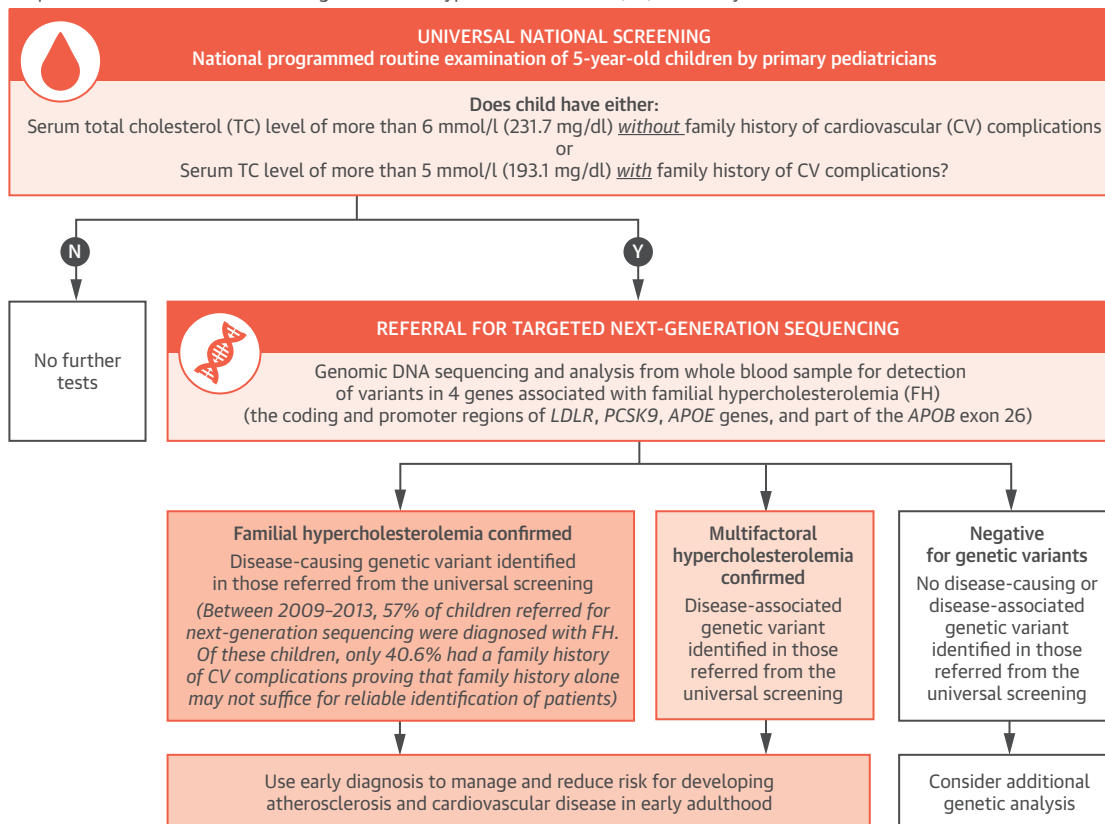 UNIVERSAL NATIONAL SCREENING
National programmed routine examination of 5-year-old children by primary pediatricians
Does child have either:
Serum total cholesterol (TC) level of more than 6 mmol/l (231.7 mg/dl) without family history of cardiovascular (CV) complications
or
Serum TC level of more than 5 mmol/l (193.1 mg/dl) with family history of CV complications?
N
Y
No further
tests
REFERRAL FOR TARGETED NEXT-GENERATION SEQUENCING
Genomic DNA sequencing and analysis from whole blood sample for detection
of variants in 4 genes associated with familial hypercholesterolemia (FH)
(the coding and promoter regions of LDLR, PCSK9, APOE genes, and part of the APOB exon 26)
Familial hypercholesterolemia confirmed
Disease-causing genetic variant identified
in those referred from the universal screening
(Between 2009–2013, 57% of children referred for
next-generation sequencing were diagnosed with FH.
Of these children, only 40.6% had a family history
of CV complications proving that family history alone
may not suffice for reliable identification of patients)
Multifactoral
hypercholesterolemia
confirmed
Disease-associated
genetic variant
identified in those
referred from the
universal screening
Negative
for genetic variants
No disease-causing or
disease-associated
genetic variant
identified in those
referred from the
universal screening
Use early diagnosis to manage and reduce risk for developing
atherosclerosis and cardiovascular disease in early adulthood
Consider additional
genetic analysis